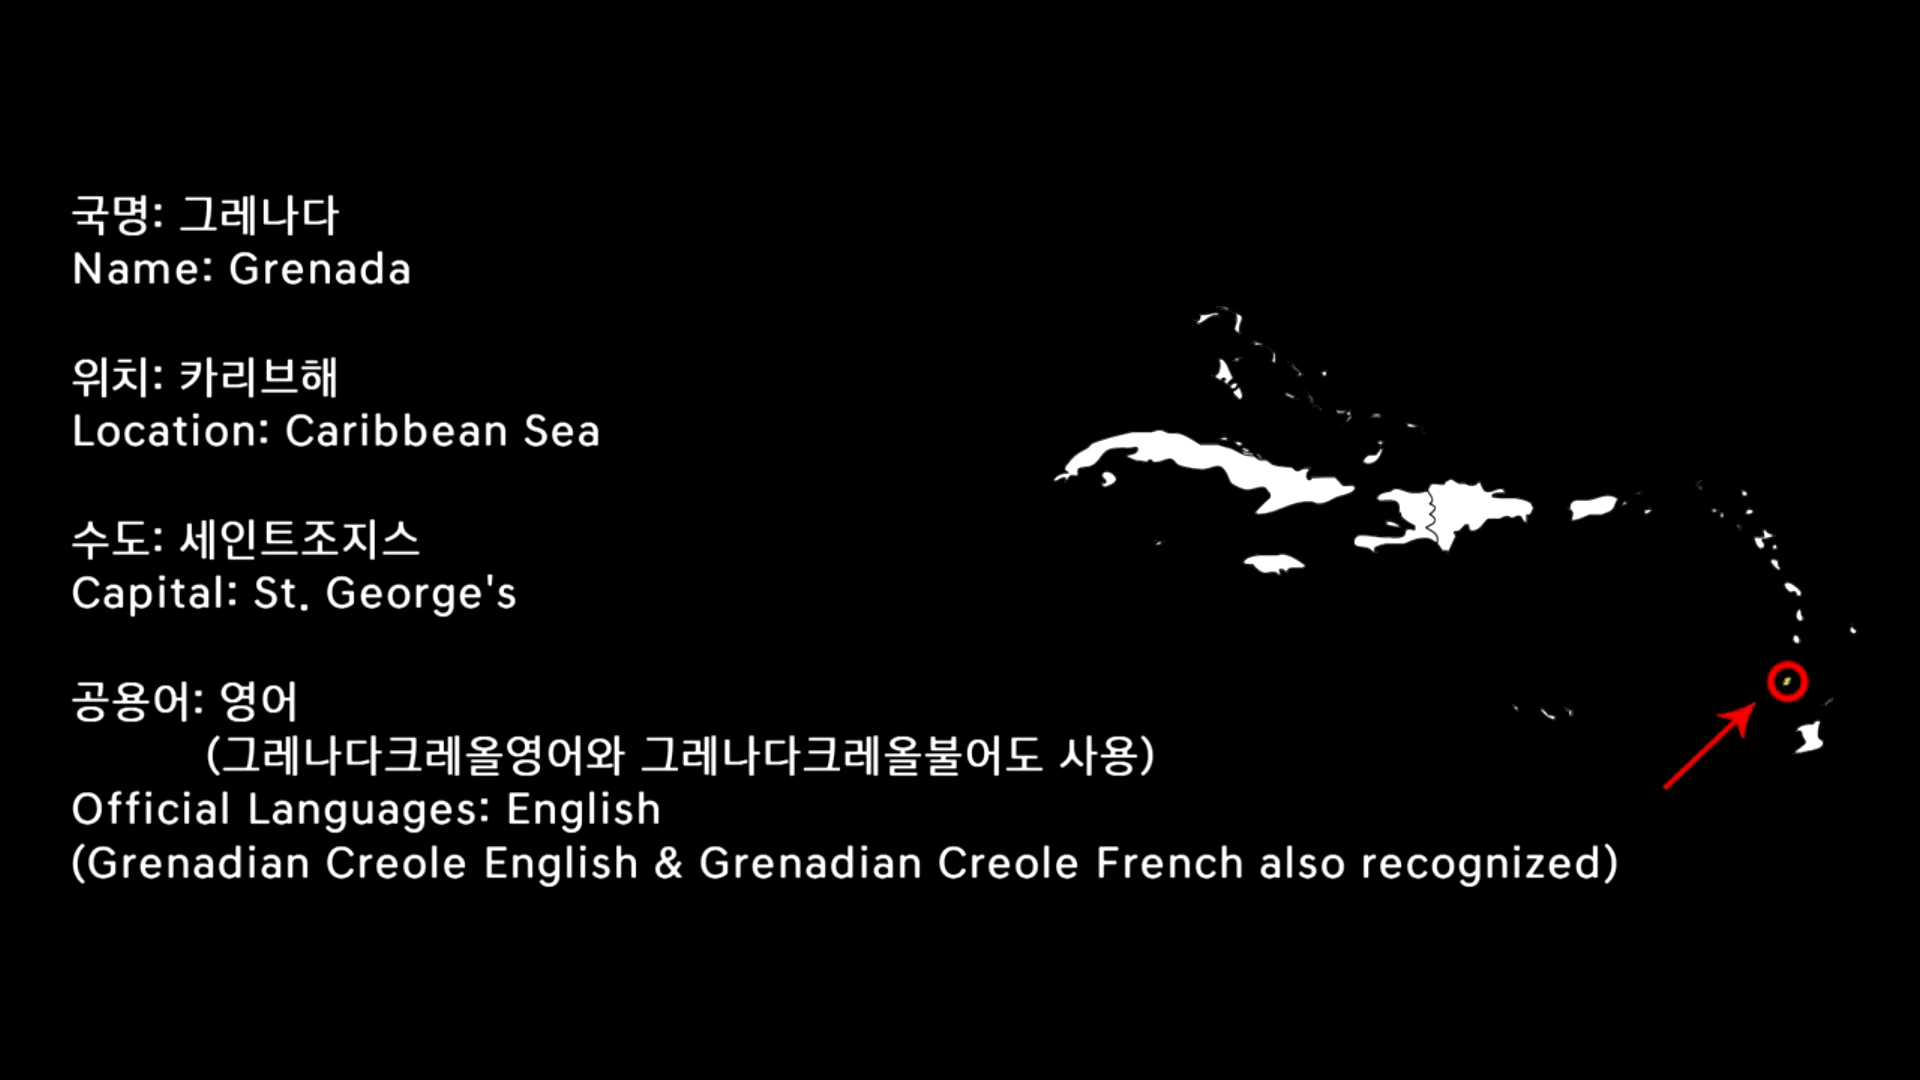 국명: 그레나다
Name: Grenada
위치: 카리브해
Location: Caribbean Sea
수도: 세인트조지스
Capital: St. George's
공용어: 영어
(그레나다크레올영어와 그레나다크레올불어도 사용)
Official Languages: English
(Grenadian Creole English & Grenadian Creole French also recognized)